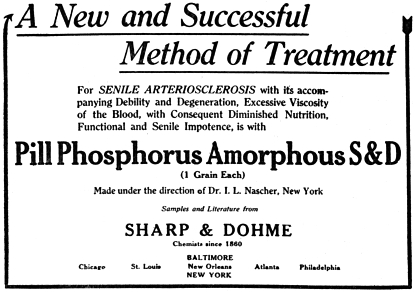 A New and Successful
Method of Treatment
For SENILE ARTERIOSCLEROSIS with its accom-
panying Debility and Degeneration, Excessive Viscosity
of the Blood, with Consequent Diminished Nutrition,
Functional and Senile Impotence, is with
Pill Phosphorus Amorphous S & D
(1 Grain Each)
Made under the direction of Dr. I. L. Nascher, New York
Samples and Literature from
SHARP & DOHME
Chemists since 1860
BALTIMORE
Chicago St. Louis New Orleans Atlanta Philadelphia
NEW YORK